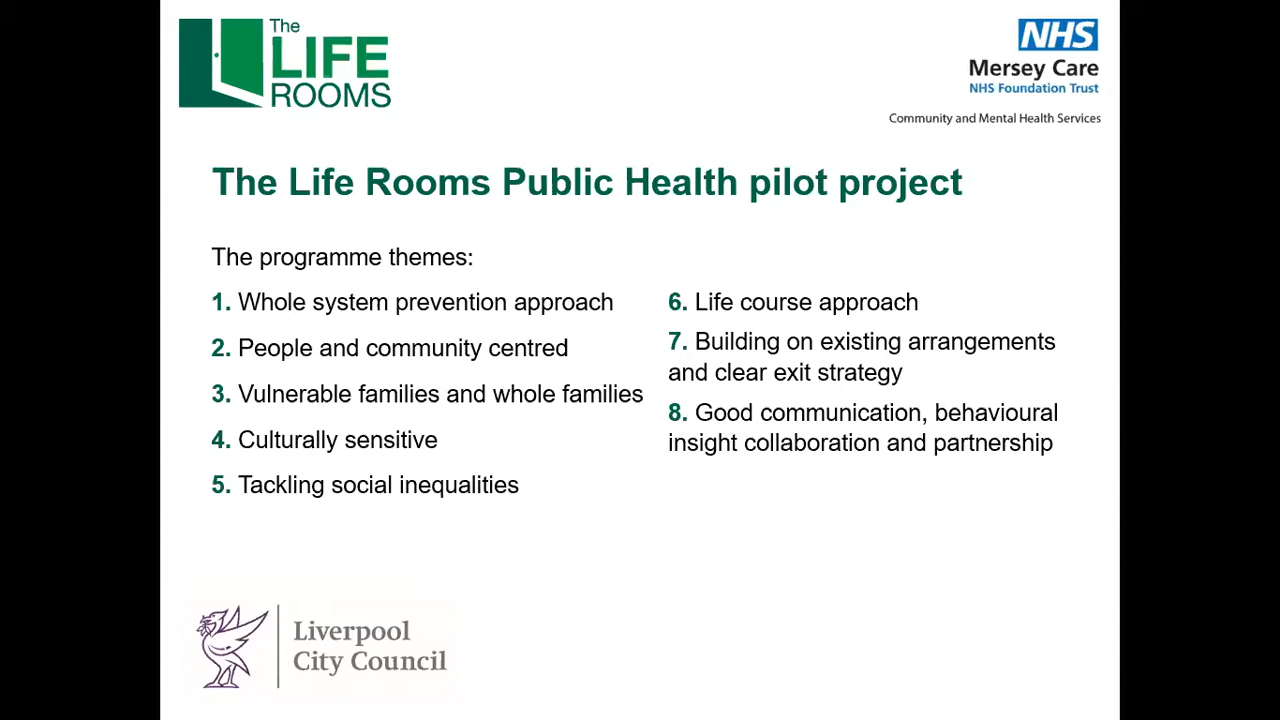 The
LIFE
ROOMS
NHS
Mersey Care
NHS Foundation Trust
Community and Mental Health Services
The Life Rooms Public Health pilot project
The programme themes:
1. Whole system prevention approach
2. People and community centred
3. Vulnerable families and whole families
4. Culturally sensitive
5. Tackling social inequalities
6. Life course approach
7. Building on existing arrangements
and clear exit strategy
8. Good communication, behavioural
insight collaboration and partnership
Liverpool
City Council